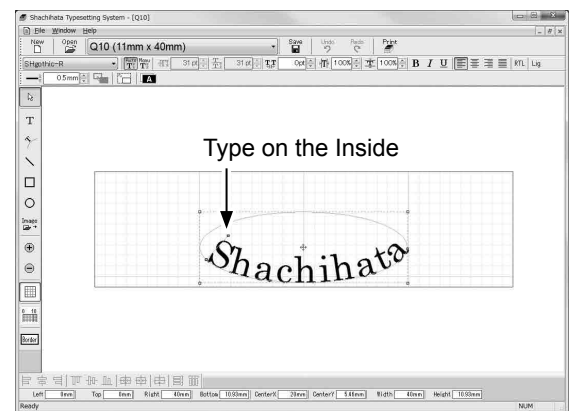 Shachihata Typesetting System - [Q10]
File Window Help
New Open Q10 (11mm x 40mm) Save Undo Redo Print
SHgothic-R 31 pt 31 pt 0pt 100% 100% B I U RTL Lig
0.5mm A
T
Type on the Inside
Image
Shachihata
0 10
Border
Left 0mm Top 0mm Right 40mm Bottom 10.93mm CenterX 20mm CenterY 5.46mm Width 40mm Height 10.93mm
Ready NUM